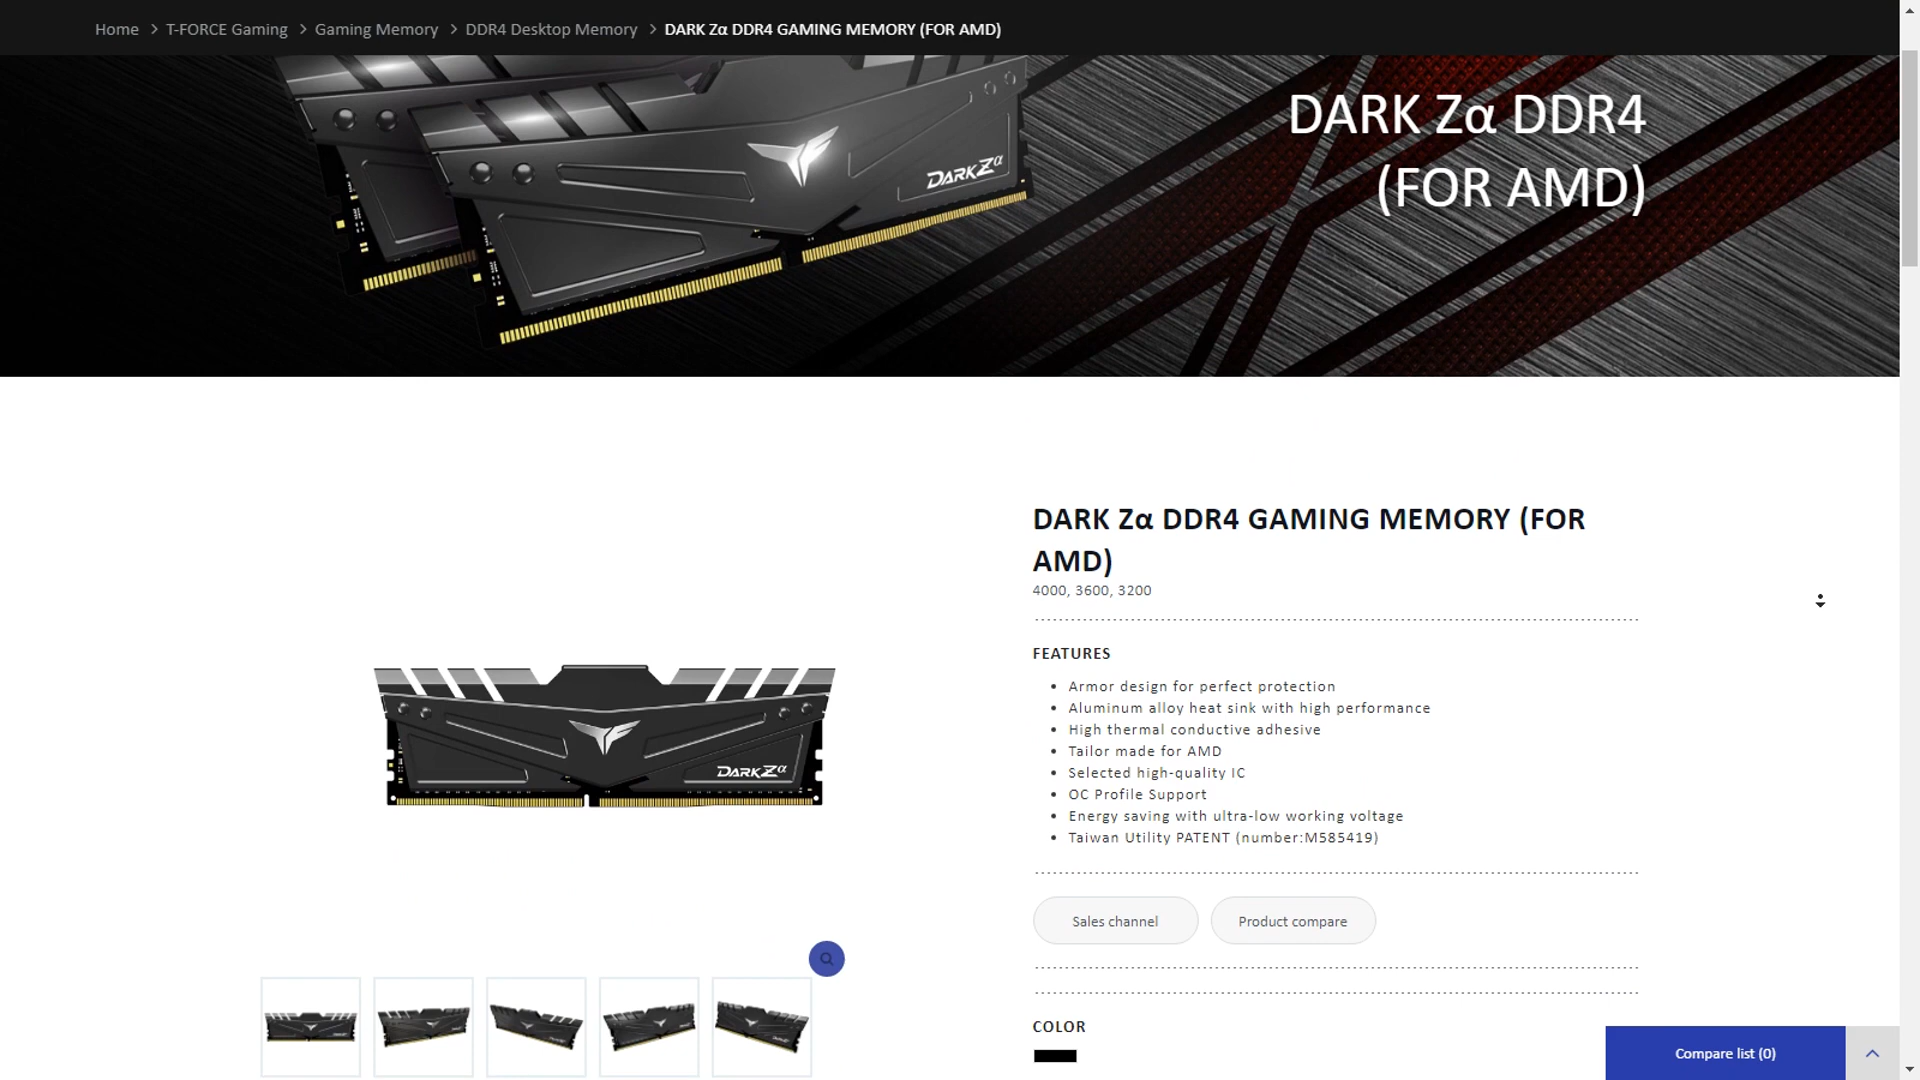 Home > T-FORCE Gaming > Gaming Memory > DDR4 Desktop Memory > DARK Zα DDR4 GAMING MEMORY (FOR AMD)
DARK Zα DDR4
(FOR AMD)
DARK Zα
DARK Zα DDR4 GAMING MEMORY (FOR
AMD)
4000, 3600, 3200
FEATURES
• Armor design for perfect protection
• Aluminum alloy heat sink with high performance
• High thermal conductive adhesive
• Tailor made for AMD
• Selected high-quality IC
• OC Profile Support
• Energy saving with ultra-low working voltage
• Taiwan Utility PATENT (number:M585419)
DARK Zα
Sales channel
Product compare
COLOR
Compare list (0)